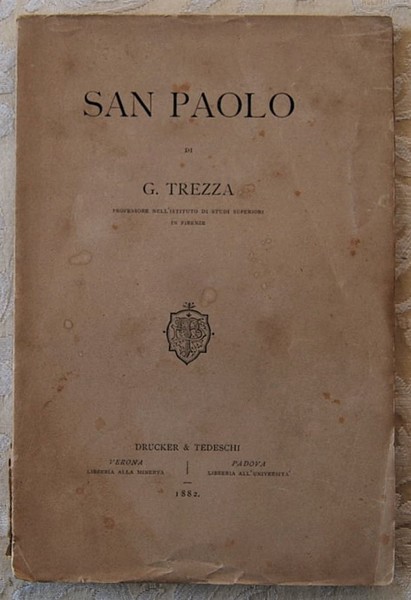 SAN PAOLO
DI
G. TREZZA
PROFESSORE NELL'ISTITUTO DI STUDI SUPERIORI
IN FIRENZE
DRUCKER & TEDESCHI
VERONA
LIBRERIA ALLA MINERVA
PADOVA
LIBRERIA ALL'UNIVERSITÀ
1882.